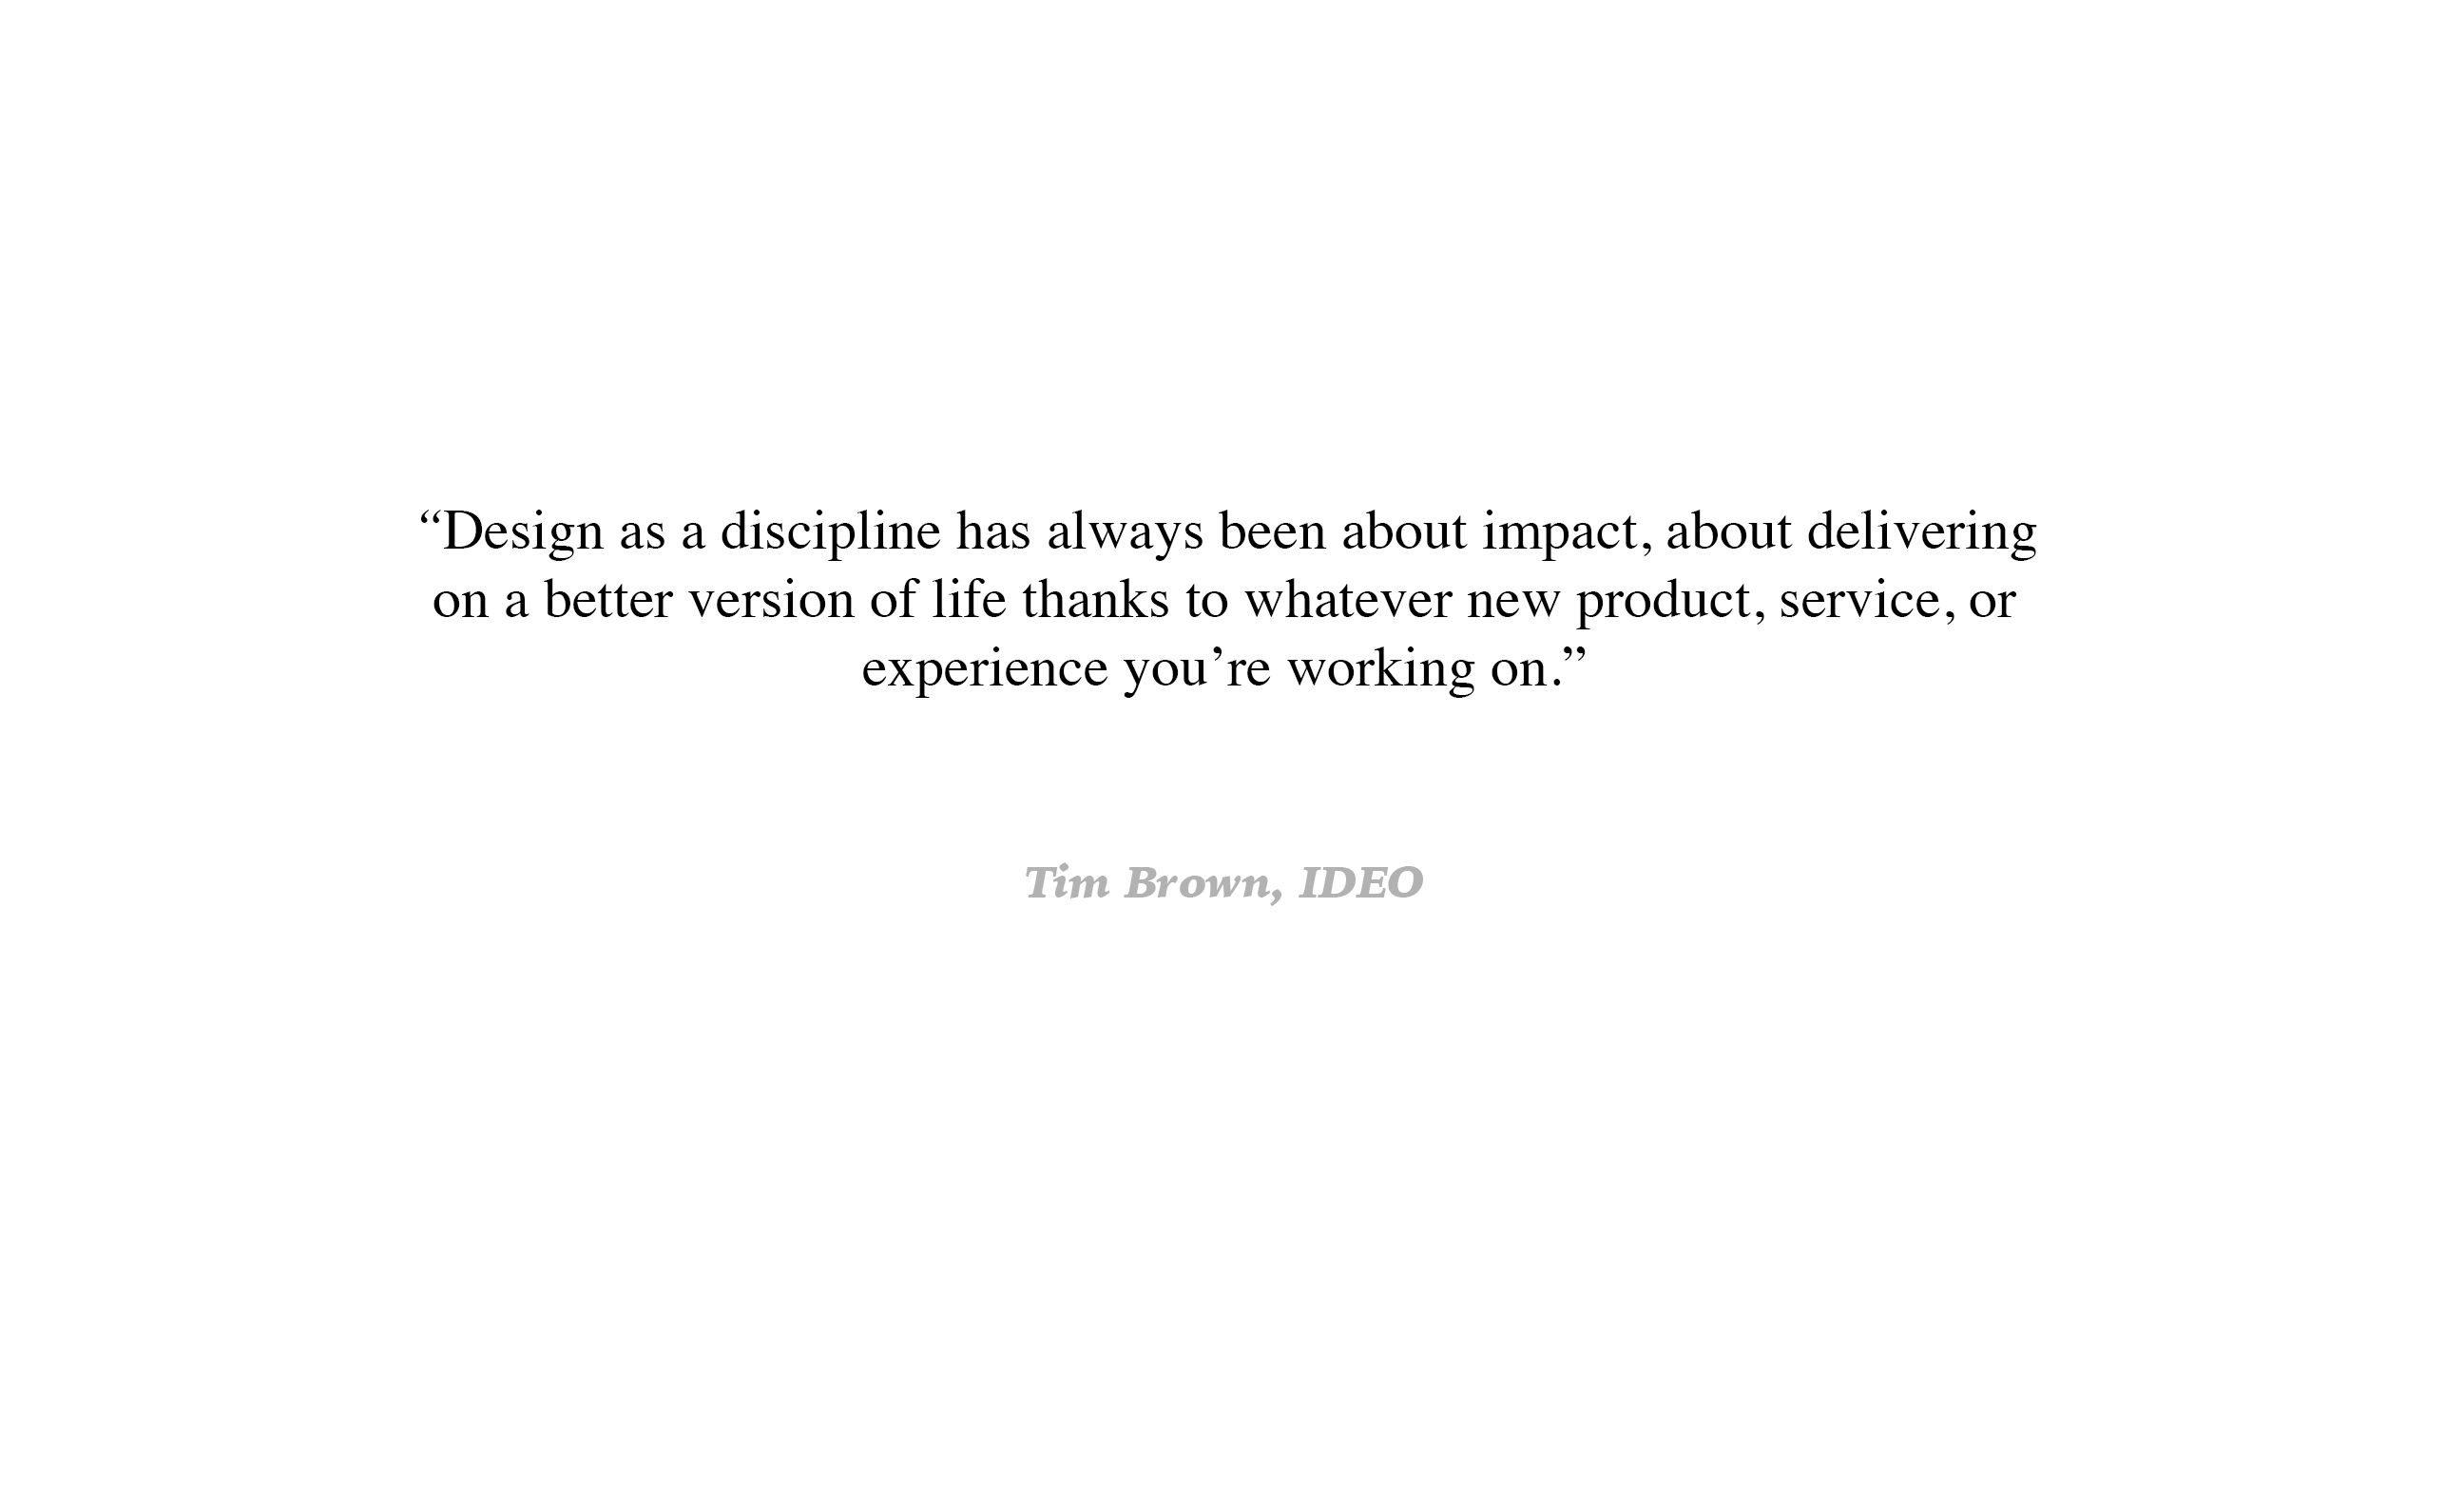 “Design as a discipline has always been about impact, about delivering
on a better version of life thanks to whatever new product, service, or
experience you’re working on.”
Tim Brown, IDEO